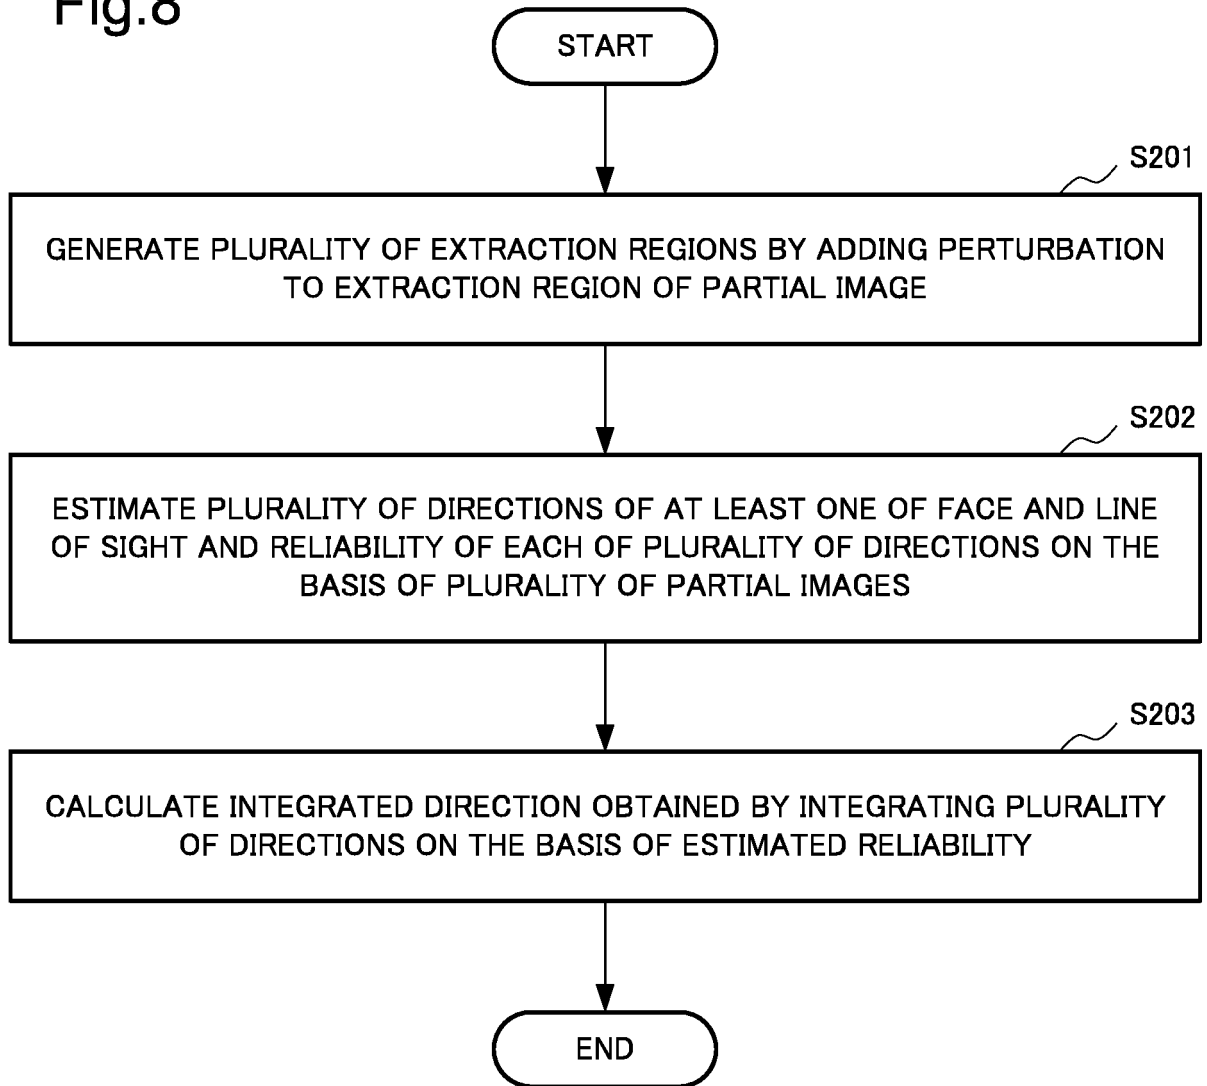 Fig.8
START
S201
GENERATE PLURALITY OF EXTRACTION REGIONS BY ADDING PERTURBATION
TO EXTRACTION REGION OF PARTIAL IMAGE
S202
ESTIMATE PLURALITY OF DIRECTIONS OF AT LEAST ONE OF FACE AND LINE
OF SIGHT AND RELIABILITY OF EACH OF PLURALITY OF DIRECTIONS ON THE
BASIS OF PLURALITY OF PARTIAL IMAGES
S203
CALCULATE INTEGRATED DIRECTION OBTAINED BY INTEGRATING PLURALITY
OF DIRECTIONS ON THE BASIS OF ESTIMATED RELIABILITY
END